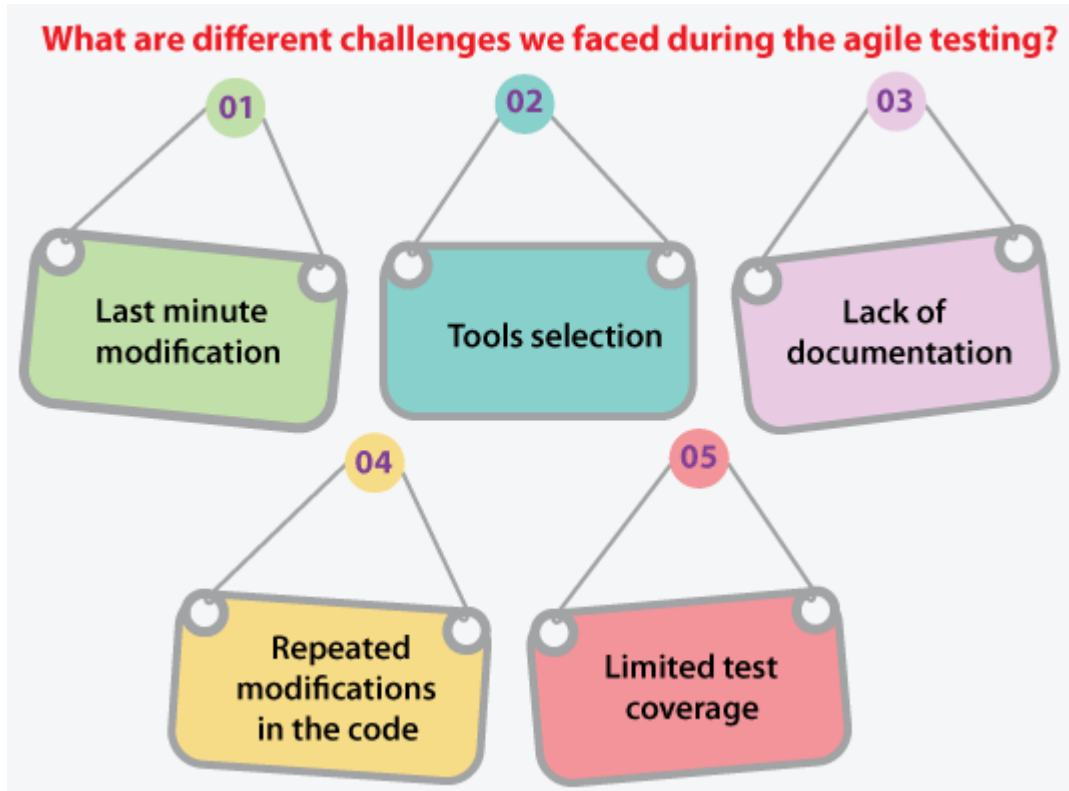 What are different challenges we faced during the agile testing?
01
Last minute
modification
02
Tools selection
03
Lack of
documentation
04
Repeated
modifications
in the code
05
Limited test
coverage